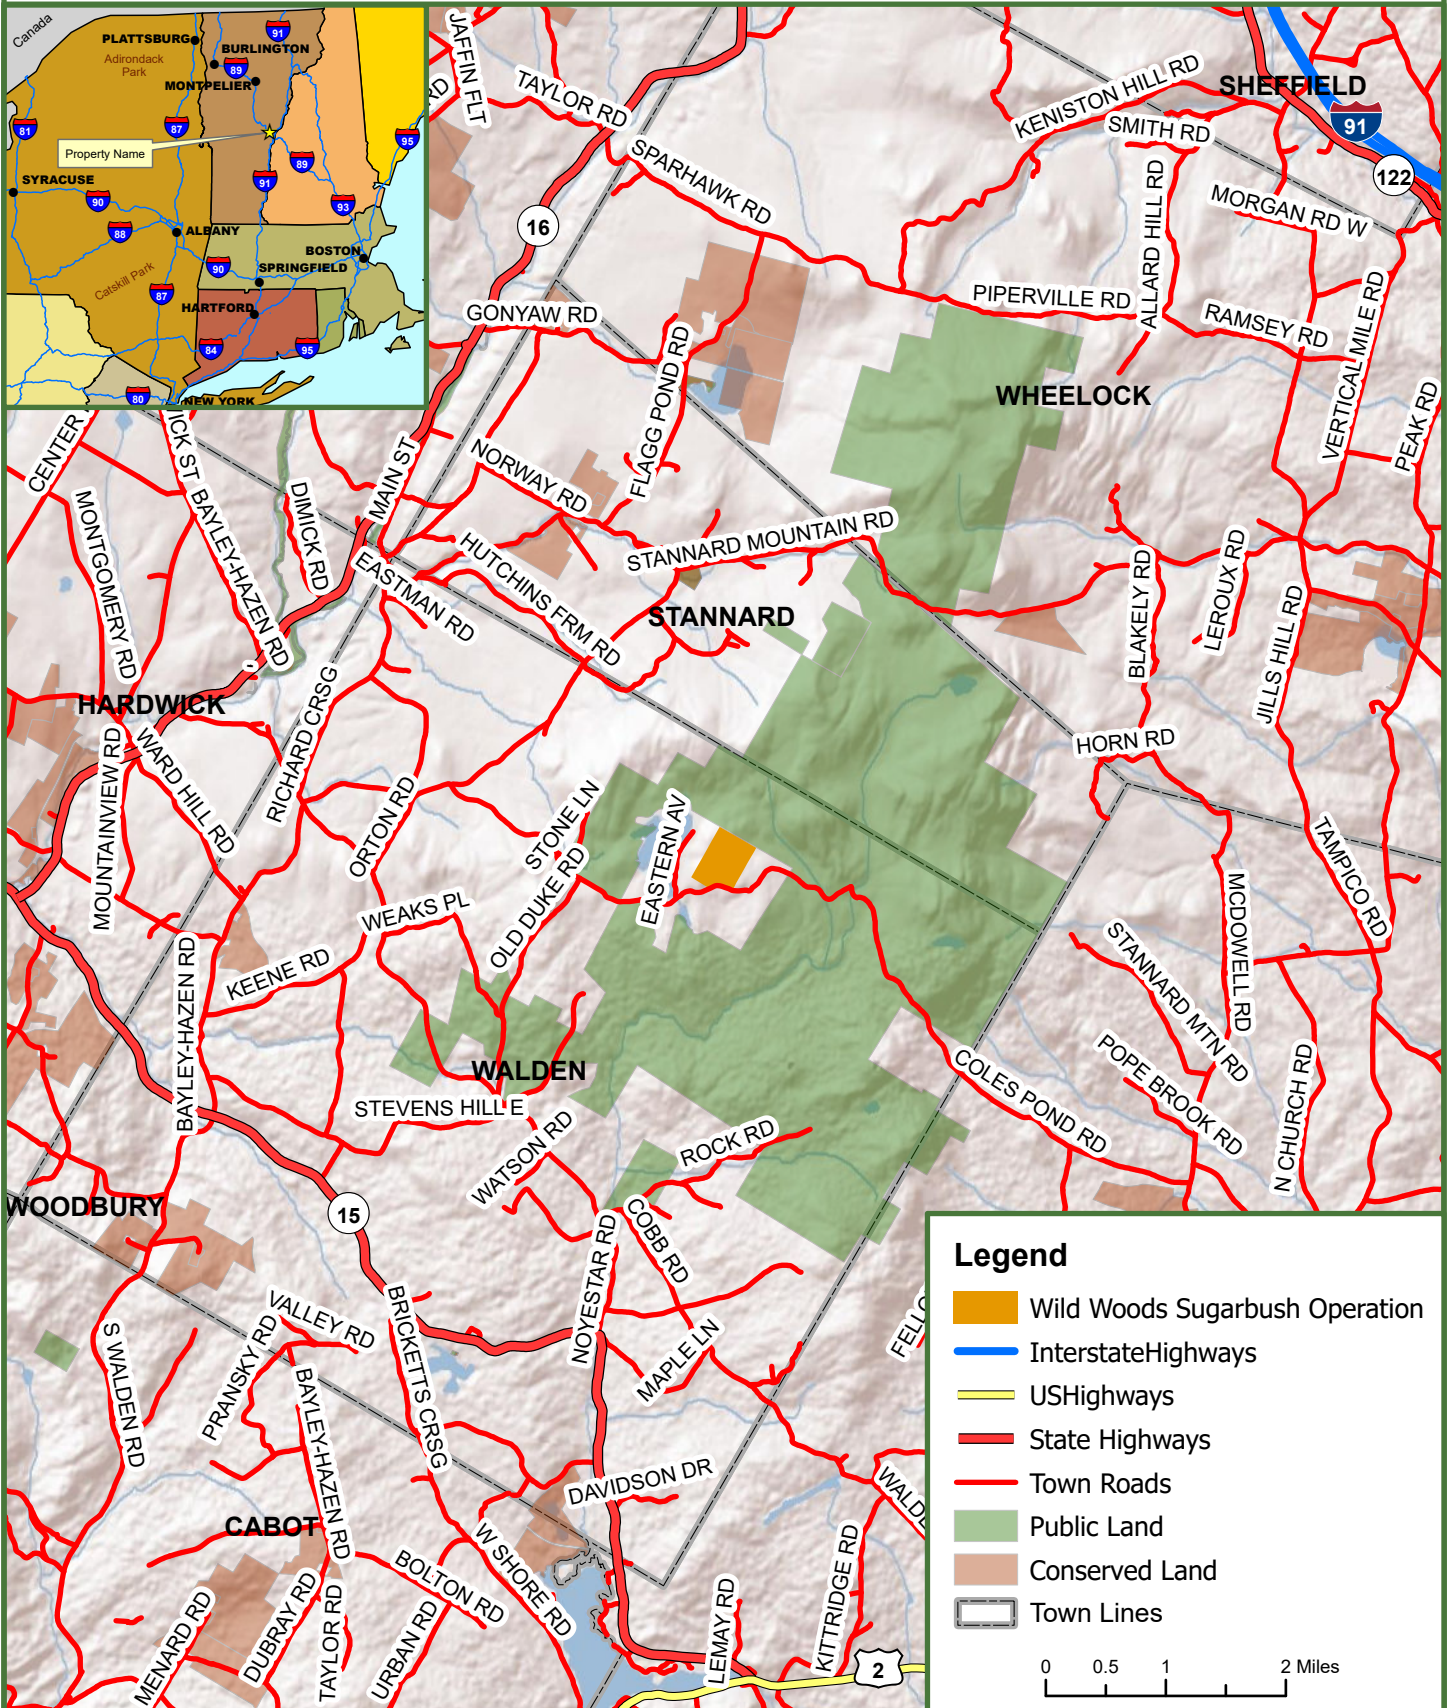 Canada
PLATTSBURG
Adirondack
Park
BURLINGTON
MONTPELIER
91
89
81
87
95
Property Name
89
91
93
SYRACUSE
90
88
ALBANY
BOSTON
90
SPRINGFIELD
Catskill Park
87
HARTFORD
84
95
80
NEW YORK
JAFFIN FLT
RD
TAYLOR RD
SPARHAWK RD
16
KENISTON HILL RD
SHEFFIELD
91
SMITH RD
122
ALLARD HILL RD
MORGAN RD W
PIPERVILLE RD
RAMSEY RD
VERTICAL MILE RD
PEAK RD
GONYAW RD
FLAGG POND RD
WHEELOCK
CENTER
ICK ST
BAYLEY-HAZEN RD
DIMICK RD
MAIN ST
NORWAY RD
MONTGOMERY RD
STANNARD MOUNTAIN RD
HUTCHINS FRM RD
EASTMAN RD
STANNARD
BLAKELY RD
LEROUX RD
JILLS HILL RD
HARDWICK
RICHARD CRSG
WARD HILL RD
MOUNTAINVIEW RD
HORN RD
ORTON RD
STONE LN
EASTERN AV
OLD DUKE RD
TAMPICO RD
WEAKS PL
KEENE RD
BAYLEY-HAZEN RD
MCDOWELL RD
STANNARD MTN RD
WALDEN
COLES POND RD
POPE BROOK RD
N CHURCH RD
STEVENS HILL E
WATSON RD
ROCK RD
WOODBURY
15
COBB RD
NOYESTAR RD
VALLEY RD
BRICKETTS CRSG
S WALDEN RD
PRANSKY RD
MAPLE LN
FELLO
BAYLEY-HAZEN RD
DAVIDSON DR
WALDE
CABOT
W SHORE RD
BOLTON RD
KITTRIDGE RD
MENARD RD
DUBRAY RD
TAYLOR RD
URBAN RD
LEMAY RD
2
Legend
Wild Woods Sugarbush Operation
InterstateHighways
USHighways
State Highways
Town Roads
Public Land
Conserved Land
Town Lines
0 0.5 1 2 Miles